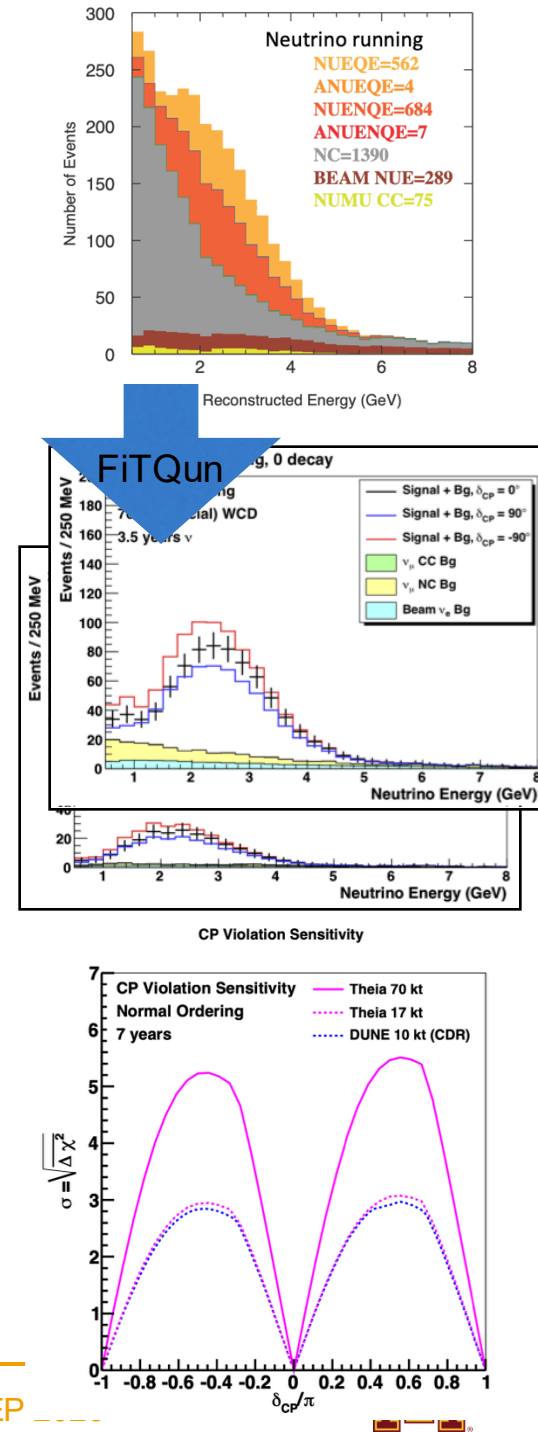 300
250
200
150
100
50
0
Number of Events
Neutrino running
NUEQE=562
ANUEQE=4
NUENQE=684
ANUENQE=7
NC=1390
BEAM NUE=289
NUMU CC=75
2 4 6 8
Reconstructed Energy (GeV)
FiTQun
, 0 decay
Events / 250 MeV
180
160
140
120
100
80
60
40
20
0
WCD
3.5 years ν
Signal + Bg, δCP = 0°
Signal + Bg, δCP = 90°
Signal + Bg, δCP = -90°
νμ CC Bg
νμ NC Bg
Beam νe Bg
1 2 3 4 5 6 7 8
Neutrino Energy (GeV)
Events / 250 MeV
20
0
1 2 3 4 5 6 7 8
Neutrino Energy (GeV)
CP Violation Sensitivity
CP Violation Sensitivity
Normal Ordering
7 years
Theia 70 kt
Theia 17 kt
DUNE 10 kt (CDR)
7
6
5
4
3
2
1
0
σ = √Δχ²
-1 -0.8 -0.6 -0.4 -0.2 0 0.2 0.4 0.6 0.8 1
δCP/π